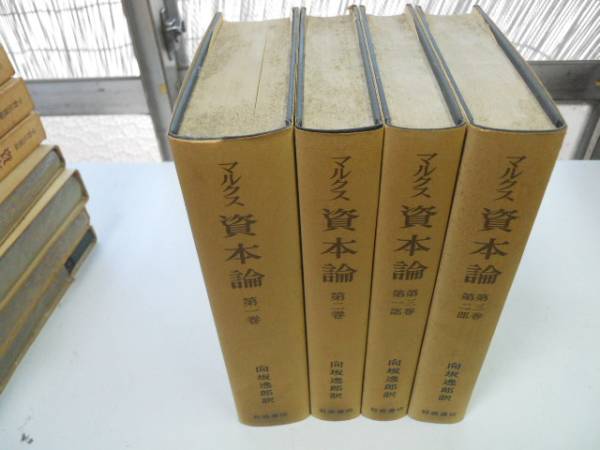 マルクス
資本論
第一巻
向坂逸郎訳
岩波書店
マルクス
資本論
第二巻
向坂逸郎訳
岩波書店
マルクス
資本論
第三巻
第一部
向坂逸郎訳
岩波書店
マルクス
資本論
第三巻
第二部
向坂逸郎訳
岩波書店